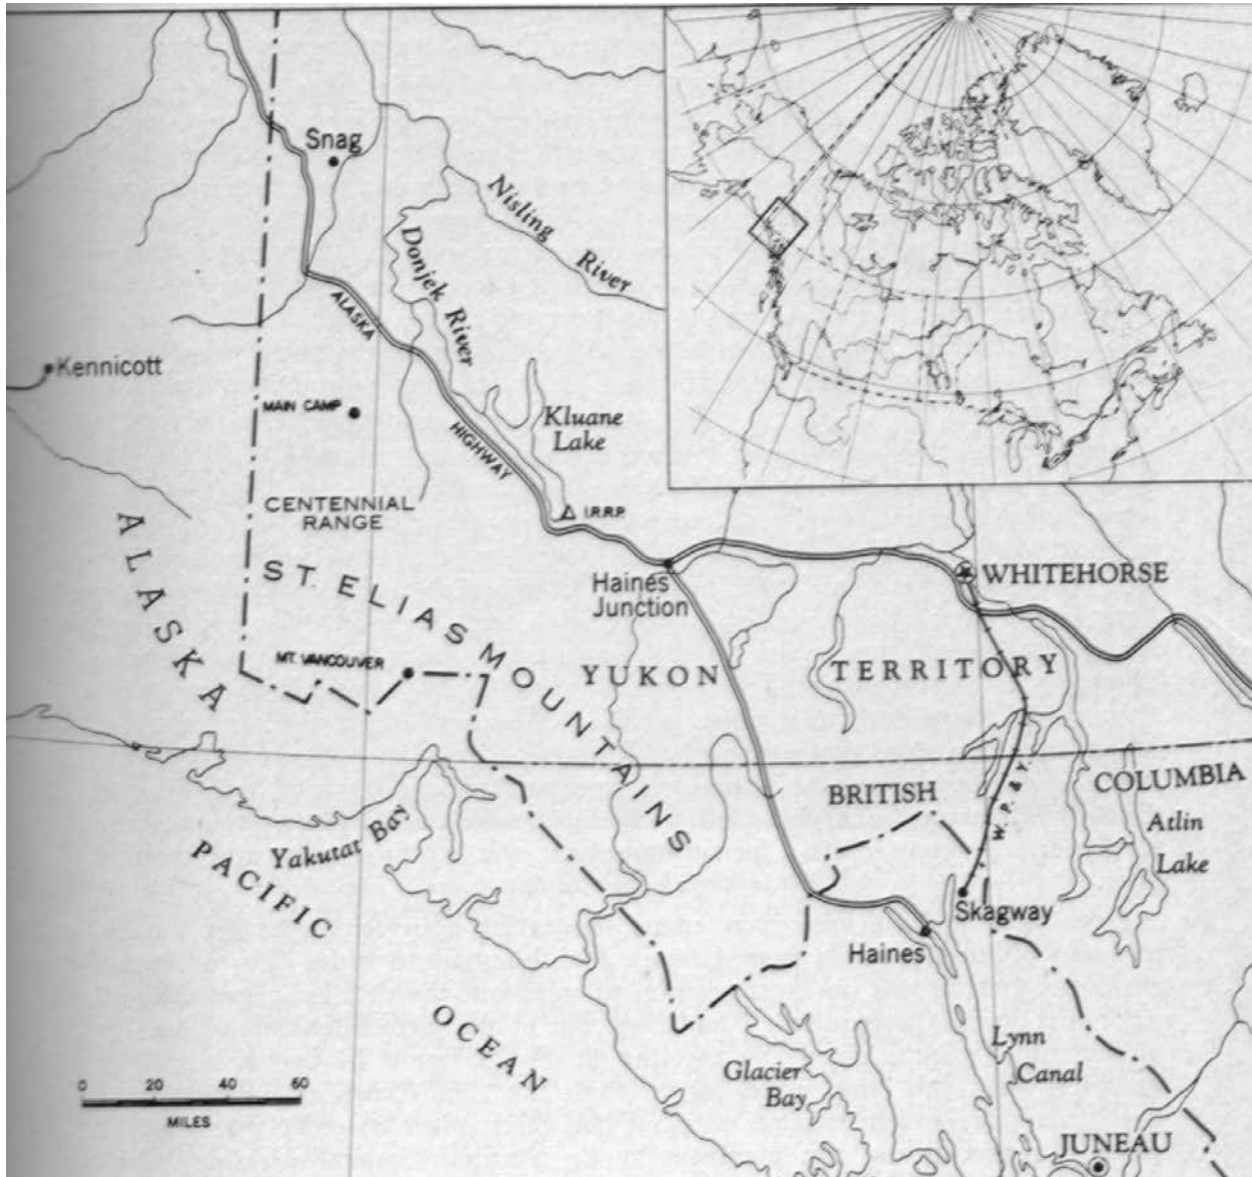 Snag
Nisling
River
Donjek
River
ALASKA
HIGHWAY
Kennicott
MAIN CAMP
Kluane
Lake
CENTENNIAL
RANGE
I.R.R.P.
ALASKA
ST. ELIAS MOUNTAINS
Haines
Junction
WHITEHORSE
MT. VANCOUVER
YUKON
TERRITORY
BRITISH
COLUMBIA
W. P. & Y.
Atlin
Lake
Yakutat Bay
PACIFIC
OCEAN
Skagway
Haines
Lynn
Canal
Glacier
Bay
JUNEAU
0 20 40 60
MILES